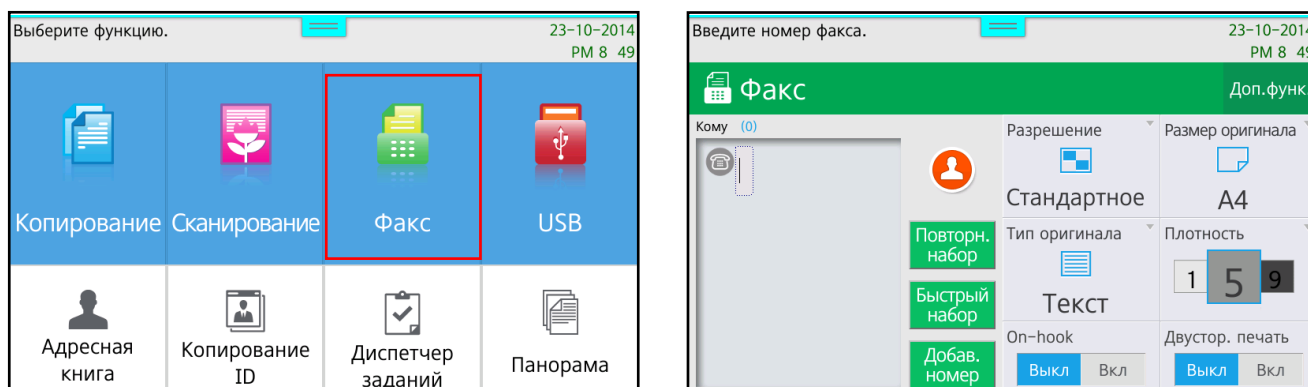 Выберите функцию.
23-10-2014
PM 8 49
Копирование
Сканирование
Факс
USB
Адресная
книга
Копирование
ID
Диспетчер
заданий
Панорама
Введите номер факса.
23-10-2014
PM 8 49
Факс
Доп.функ
Кому (0)
Повторн.
набор
Быстрый
набор
Добав.
номер
Разрешение
Стандартное
Размер оригинала
A4
Тип оригинала
Текст
Плотность
1 5 9
On-hook
Выкл Вкл
Двустор. печать
Выкл Вкл